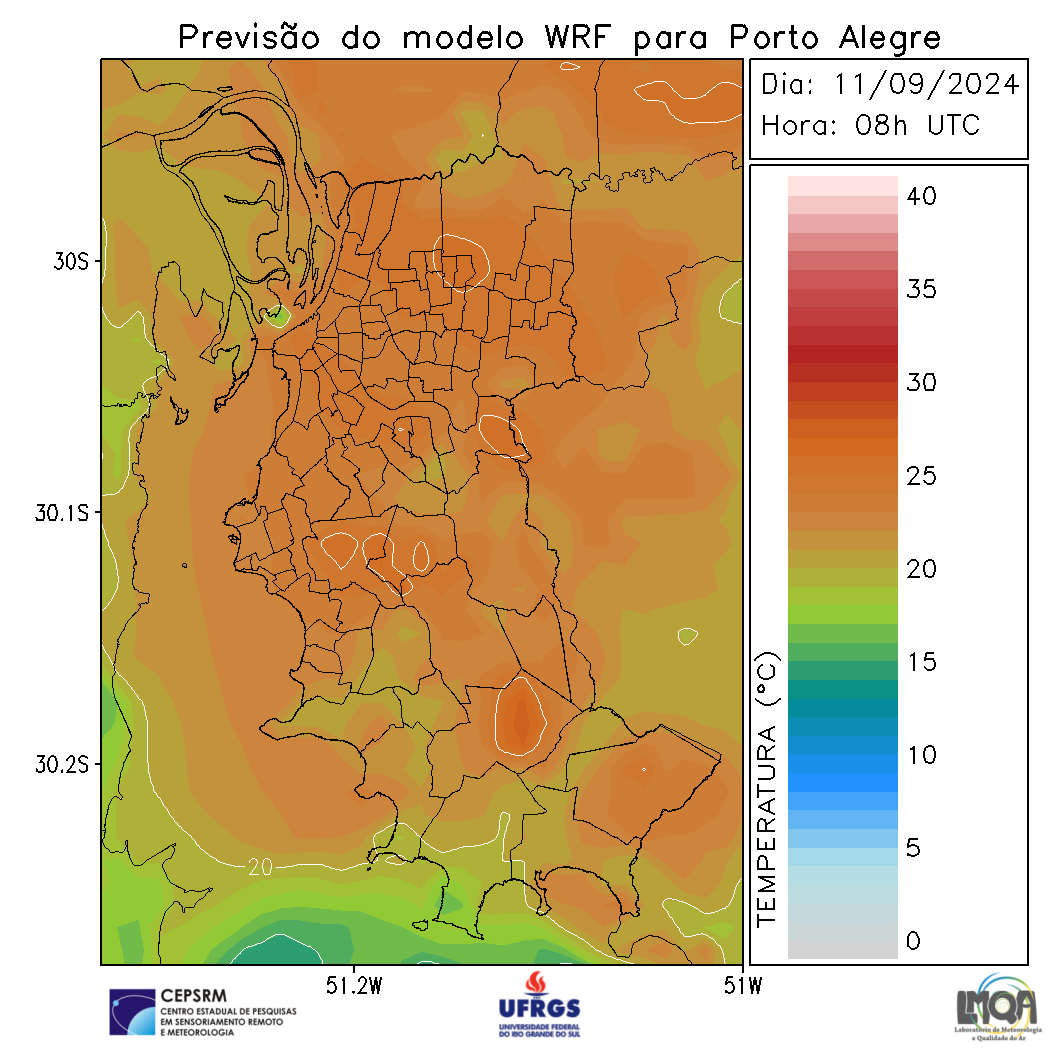 Previsão do modelo WRF para Porto Alegre
Dia: 11/09/2024
Hora: 08h UTC
30S
30.1S
30.2S
51.2W
51W
20
TEMPERATURA (°C)
40
35
30
25
20
15
10
5
0
CEPSRM
CENTRO ESTADUAL DE PESQUISAS
EM SENSORIAMENTO REMOTO
E METEOROLOGIA
UFRGS
UNIVERSIDADE FEDERAL
DO RIO GRANDE DO SUL
LMQA
Laboratório de Meteorologia
e Qualidade do Ar